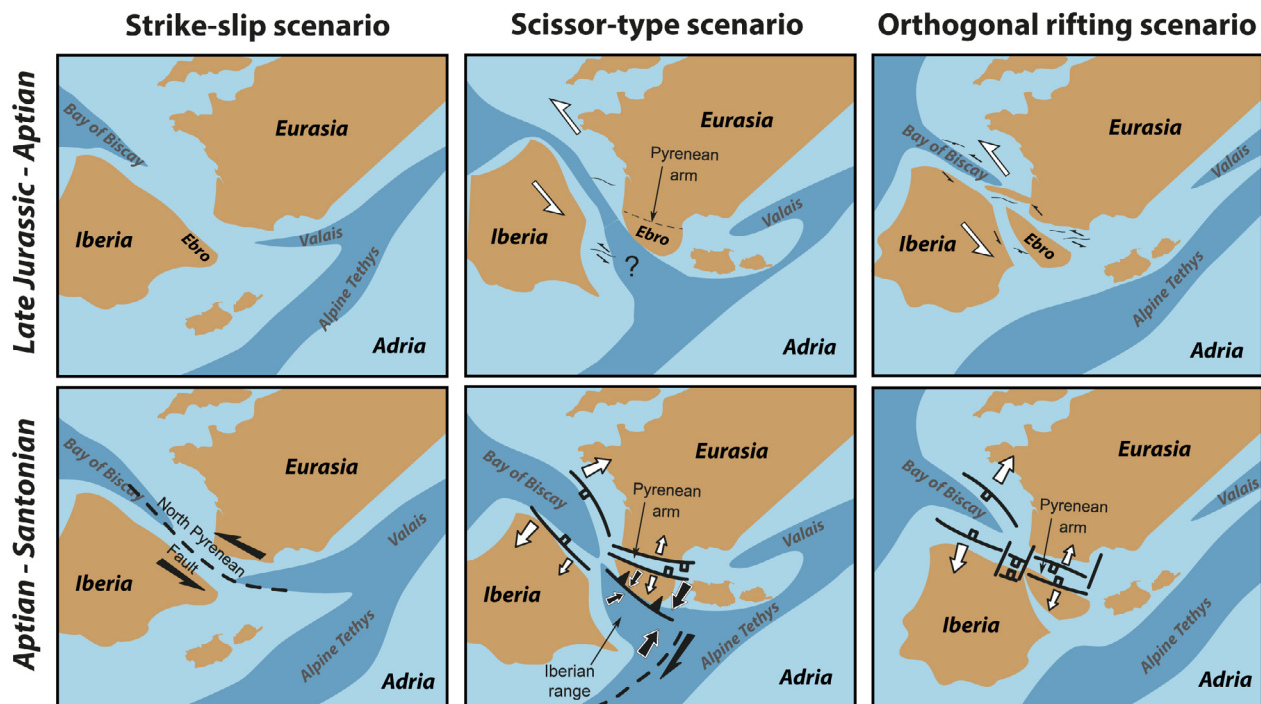 Strike-slip scenario
Scissor-type scenario
Orthogonal rifting scenario
Late Jurassic - Aptian
Bay of Biscay
Eurasia
Iberia
Ebro
Valais
Alpine Tethys
Adria
Eurasia
Pyrenean
arm
Ebro
Iberia
Valais
?
Adria
Bay of Biscay
Eurasia
Valais
Iberia
Ebro
Alpine Tethys
Adria
Aptian - Santonian
Bay of Biscay
Eurasia
North Pyrenean
Fault
Valais
Iberia
Alpine Tethys
Adria
Bay of Biscay
Eurasia
Pyrenean
arm
Valais
Iberia
Iberian
range
Alpine Tethys
Adria
Bay of Biscay
Eurasia
Valais
Pyrenean
arm
Iberia
Alpine Tethys
Adria